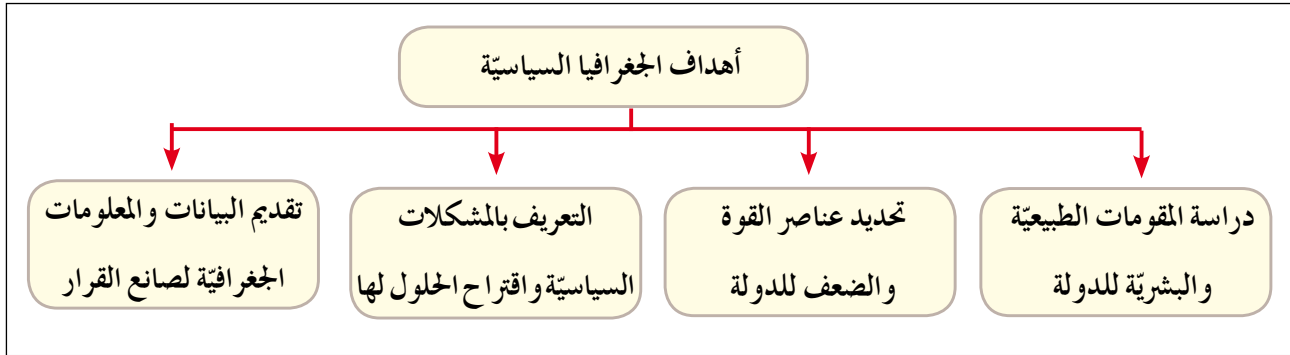 أهداف الجغرافيا السياسيّة
دراسة المقومات الطبيعيّة
والبشريّة للدولة
تحديد عناصر القوة
والضعف للدولة
التعريف بالمشكلات
السياسيّة واقتراح الحلول لها
تقديم البيانات والمعلومات
الجغرافيّة لصانع القرار